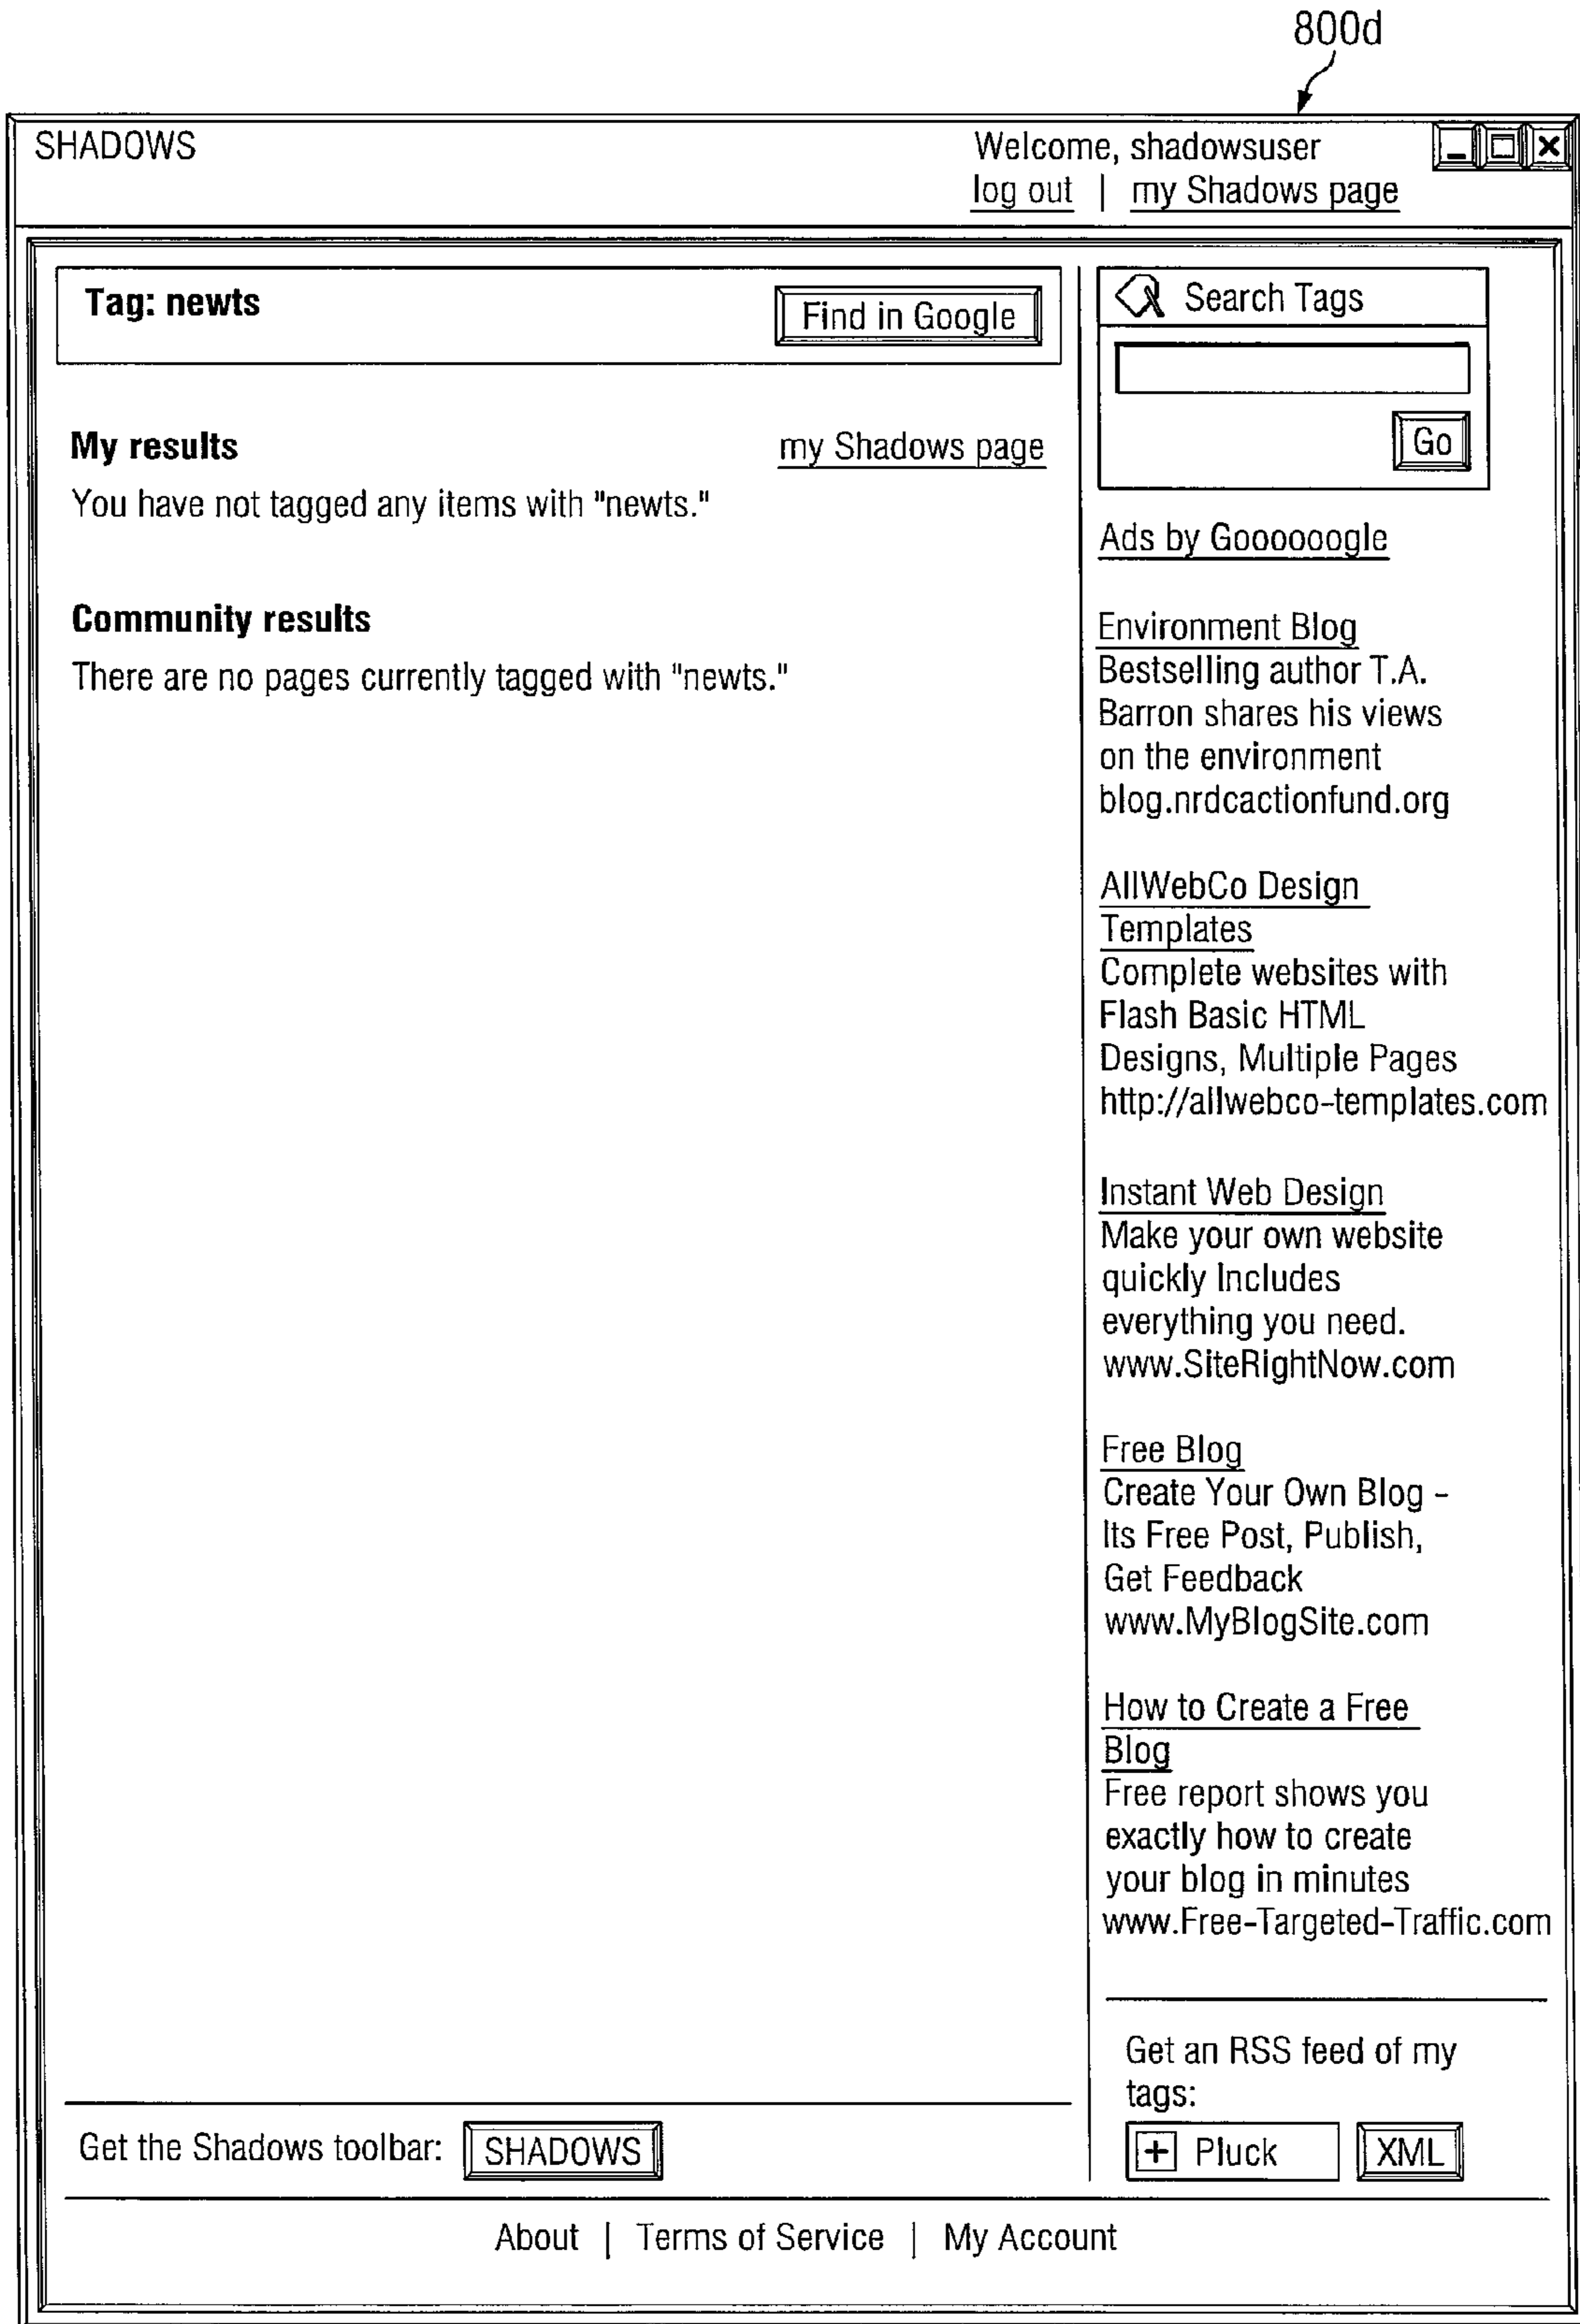 800d
SHADOWS
Welcome, shadowsuser
log out | my Shadows page
Tag: newts
Find in Google
My results
my Shadows page
You have not tagged any items with "newts."
Community results
There are no pages currently tagged with "newts."
Search Tags
Go
Ads by Goooooogle
Environment Blog
Bestselling author T.A.
Barron shares his views
on the environment
blog.nrdcactionfund.org
AllWebCo Design
Templates
Complete websites with
Flash Basic HTML
Designs, Multiple Pages
http://allwebco-templates.com
Instant Web Design
Make your own website
quickly Includes
everything you need.
www.SiteRightNow.com
Free Blog
Create Your Own Blog -
Its Free Post, Publish,
Get Feedback
www.MyBlogSite.com
How to Create a Free
Blog
Free report shows you
exactly how to create
your blog in minutes
www.Free-Targeted-Traffic.com
Get an RSS feed of my
tags:
+ Pluck
XML
Get the Shadows toolbar:
SHADOWS
About | Terms of Service | My Account